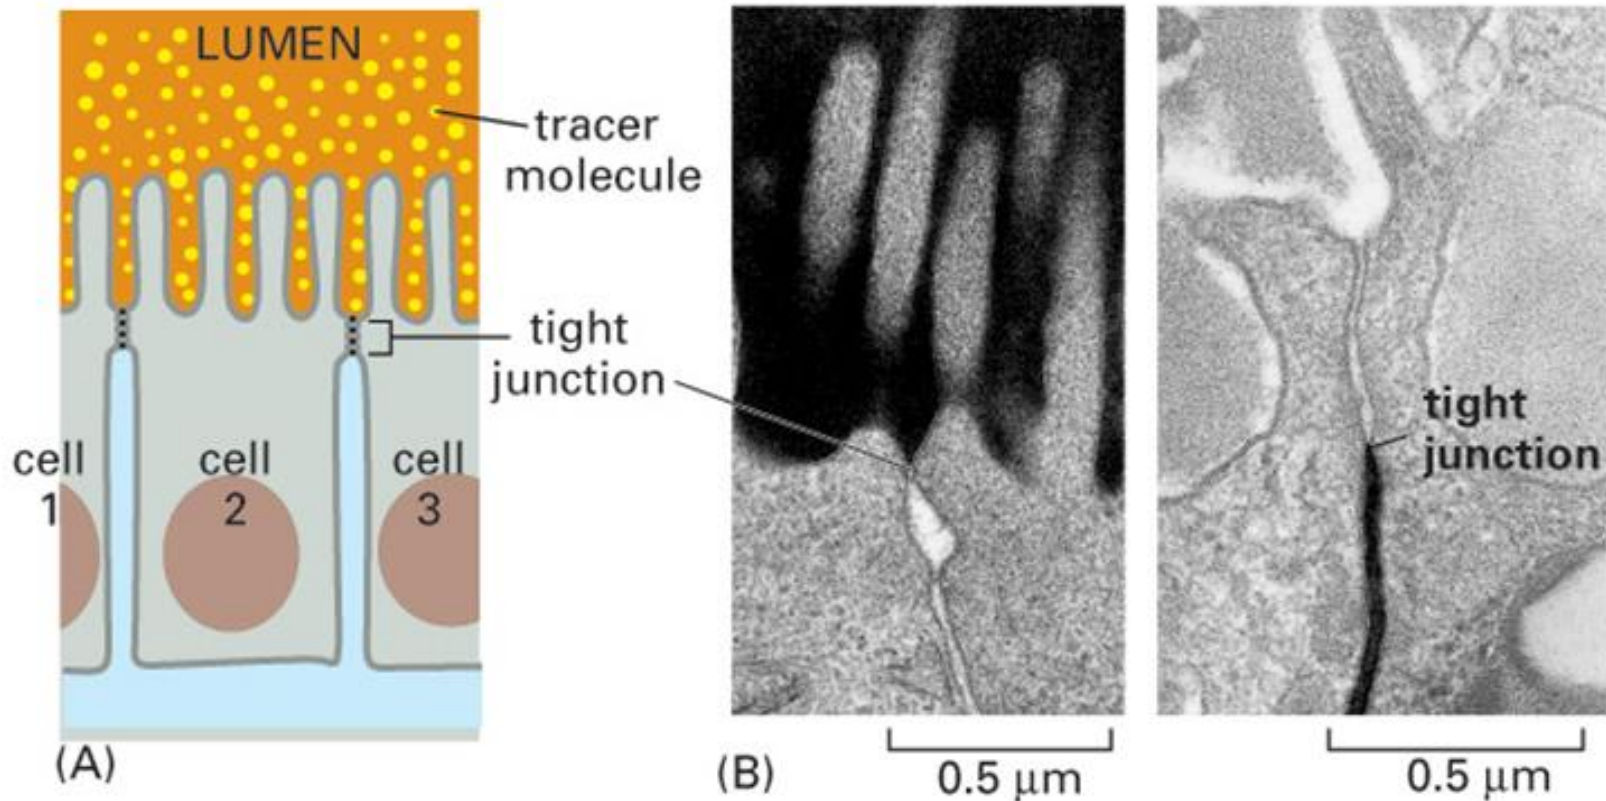 LUMEN
tracer
molecule
tight
junction
cell
1
cell
2
cell
3
tight
junction
(A)
(B)
0.5 μm
0.5 μm